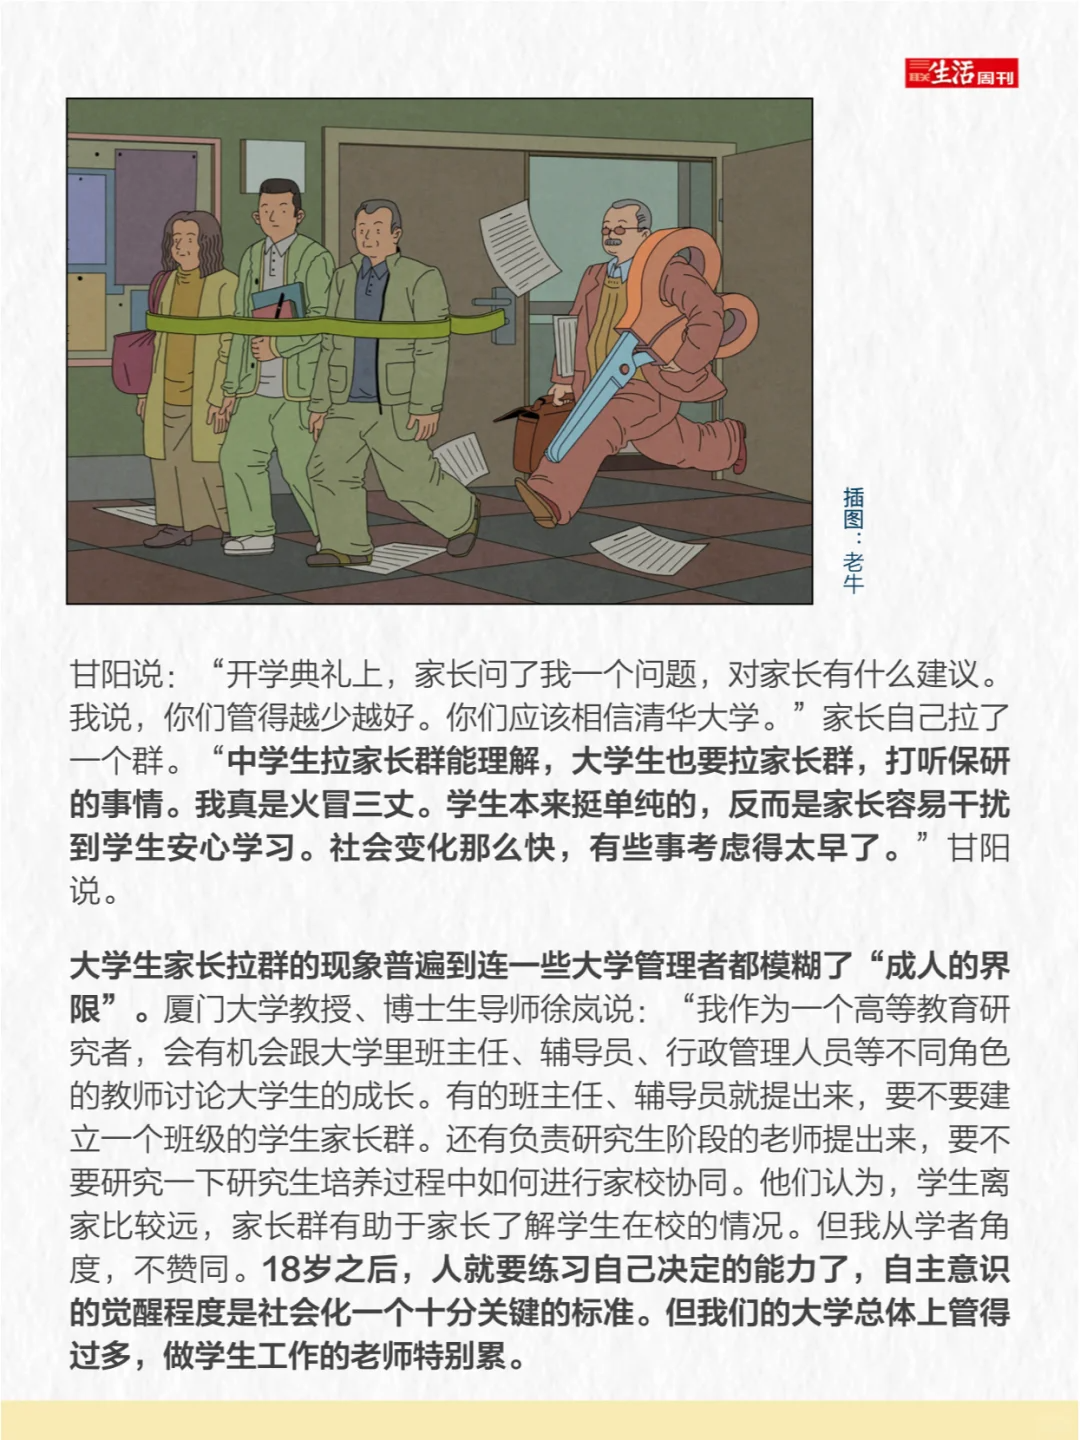 三联生活周刊
插图：老牛
甘阳说：“开学典礼上，家长问了我一个问题，对家长有什么建议。
我说，你们管得越少越好。你们应该相信清华大学。”家长自己拉了
一个群。“中学生拉家长群能理解，大学生也要拉家长群，打听保研
的事情。我真是火冒三丈。学生本来挺单纯的，反而是家长容易干扰
到学生安心学习。社会变化那么快，有些事考虑得太早了。”甘阳
说。
大学生家长拉群的现象普遍到连一些大学管理者都模糊了“成人的界
限”。厦门大学教授、博士生导师徐岚说：“我作为一个高等教育研
究者，会有机会跟大学里班主任、辅导员、行政管理人员等不同角色
的教师讨论大学生的成长。有的班主任、辅导员就提出来，要不要建
立一个班级的学生家长群。还有负责研究生阶段的老师提出来，要不
要研究一下研究生培养过程中如何进行家校协同。他们认为，学生离
家比较远，家长群有助于家长了解学生在校的情况。但我从学者角
度，不赞同。18岁之后，人就要练习自己决定的能力了，自主意识
的觉醒程度是社会化一个十分关键的标准。但我们的大学总体上管得
过多，做学生工作的老师特别累。